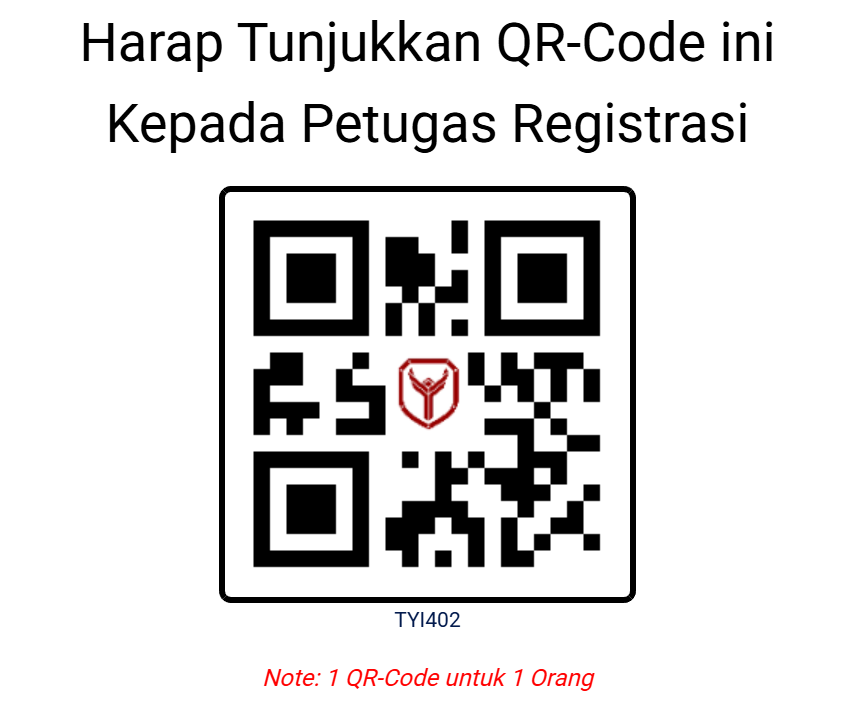 Harap Tunjukkan QR-Code ini
Kepada Petugas Registrasi
TYI402
Note: 1 QR-Code untuk 1 Orang